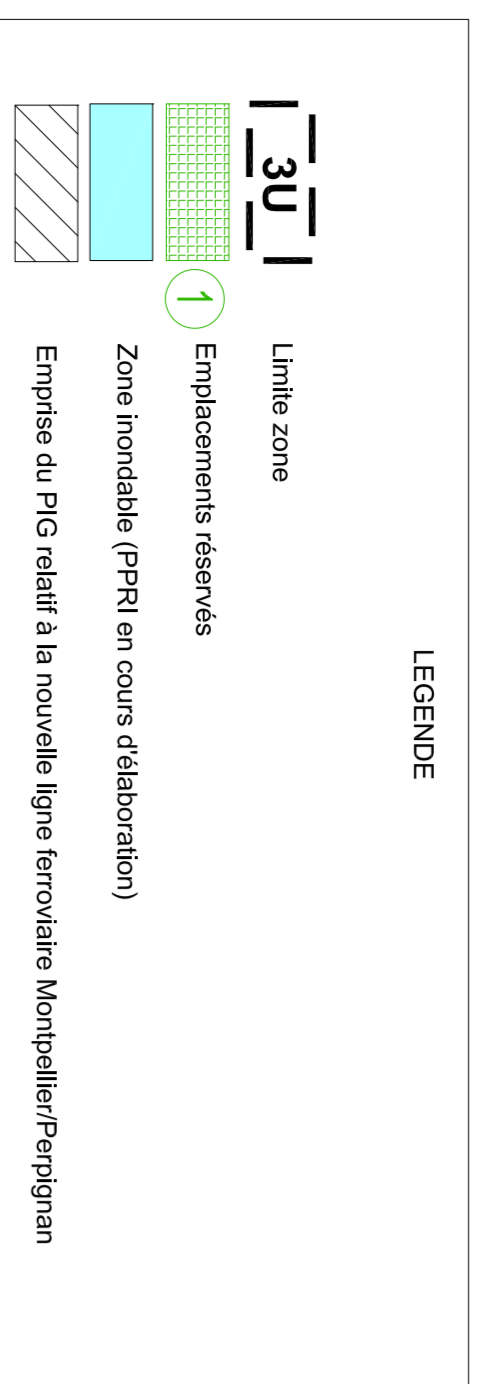 LEGENDE
3U Limite zone
1 Emplacements réservés
Zone inondable (PPRI en cours d'élaboration)
Emprise du PIG relatif à la nouvelle ligne ferroviaire Montpellier/Perpignan